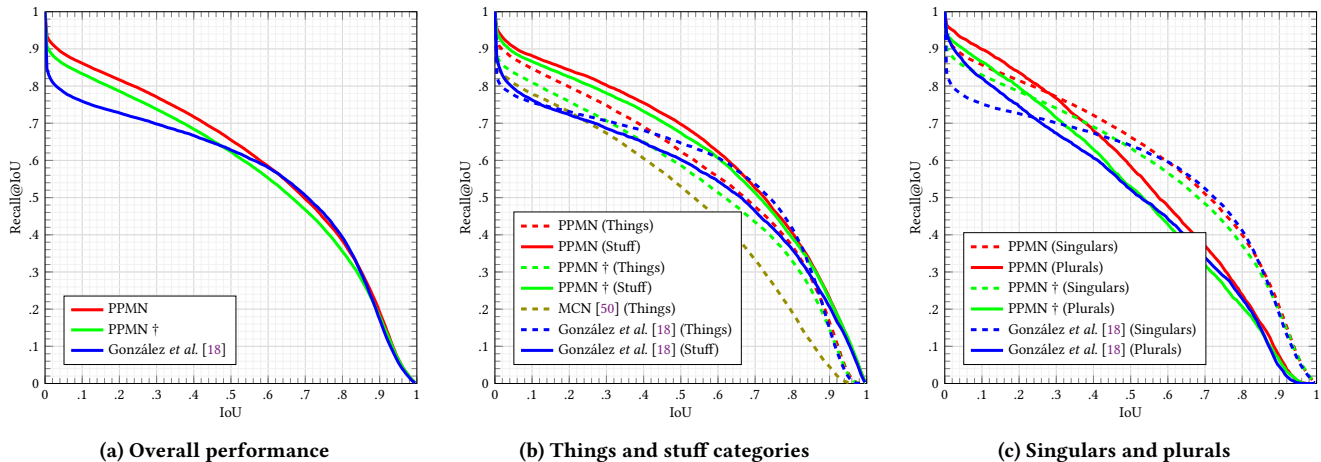 1
.9
.8
.7
.6
.5
.4
.3
.2
.1
0
Recall@IoU
PPMN
PPMN †
González et al. [18]
0 .1 .2 .3 .4 .5 .6 .7 .8 .9 1
IoU
(a) Overall performance
1
.9
.8
.7
.6
.5
.4
.3
.2
.1
0
Recall@IoU
PPMN (Things)
PPMN (Stuff)
PPMN † (Things)
PPMN † (Stuff)
MCN [50] (Things)
González et al. [18] (Things)
González et al. [18] (Stuff)
0 .1 .2 .3 .4 .5 .6 .7 .8 .9 1
IoU
(b) Things and stuff categories
1
.9
.8
.7
.6
.5
.4
.3
.2
.1
0
Recall@IoU
PPMN (Singulars)
PPMN (Plurals)
PPMN † (Singulars)
PPMN † (Plurals)
González et al. [18] (Singulars)
González et al. [18] (Plurals)
0 .1 .2 .3 .4 .5 .6 .7 .8 .9 1
IoU
(c) Singulars and plurals